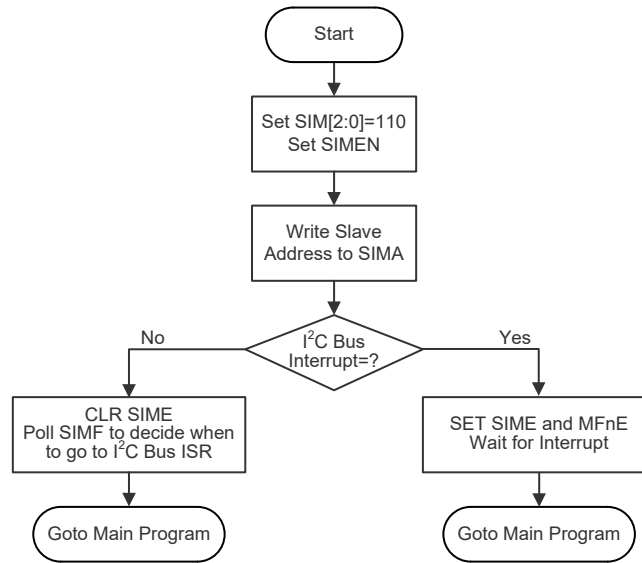 Start
Set SIM[2:0]=110
Set SIMEN
Write Slave
Address to SIMA
I²C Bus
Interrupt=?
No
Yes
CLR SIME
Poll SIMF to decide when
to go to I²C Bus ISR
SET SIME and MFnE
Wait for Interrupt
Goto Main Program
Goto Main Program